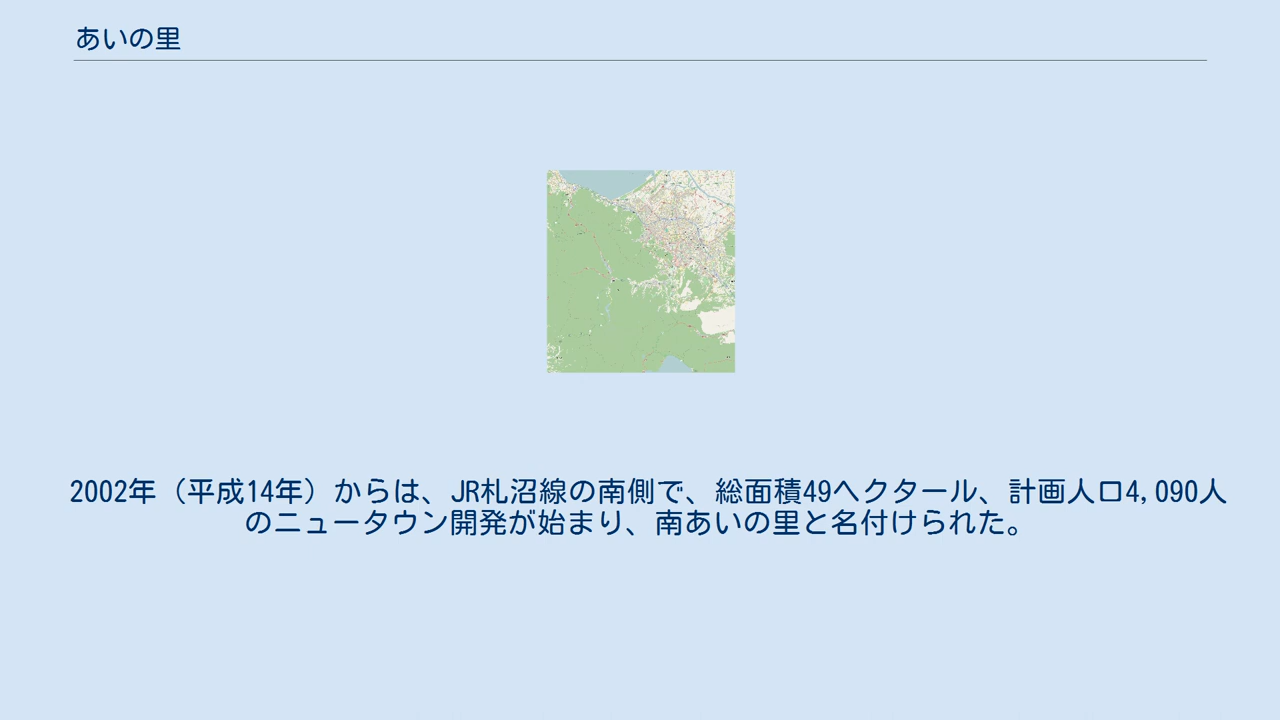 あいの里
2002年（平成14年）からは、JR札沼線の南側で、総面積49ヘクタール、計画人口4,090人
のニュータウン開発が始まり、南あいの里と名付けられた。